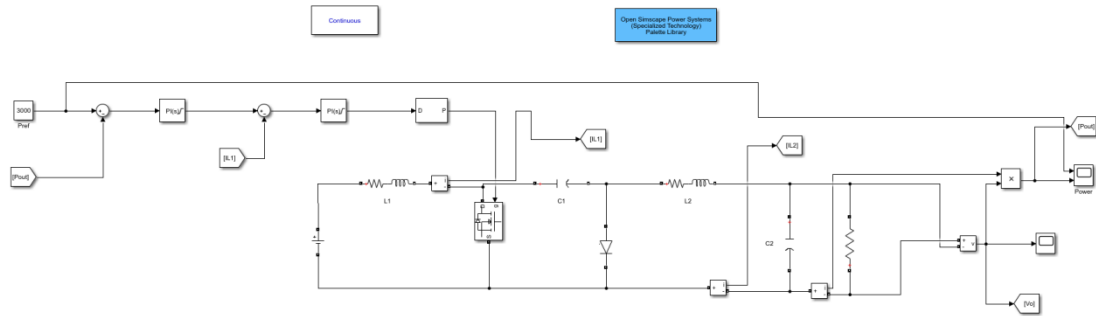 Continuous
Open Simscape Power Systems
(Specialized Technology)
Palette Library
3000
Pref
PI(s)
PI(s)
D
P
[Pout]
[IL1]
[IL1]
[IL2]
[Pout]
Power
L1
C1
L2
C2
[Vo]